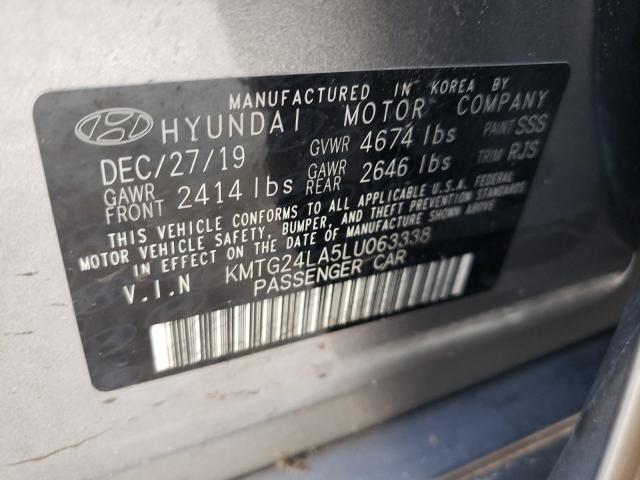 MANUFACTURED IN KOREA BY
HYUNDAI MOTOR COMPANY
DEC/27/19 GVWR 4674 lbs PAINT SSS
GAWR FRONT 2414 lbs GAWR REAR 2646 lbs TRIM RJS
THIS VEHICLE CONFORMS TO ALL APPLICABLE U.S.A. FEDERAL
MOTOR VEHICLE SAFETY, BUMPER, AND THEFT PREVENTION STANDARDS
IN EFFECT ON THE DATE OF MANUFACTURE SHOWN ABOVE.
V.I.N KMTG24LA5LU063338
PASSENGER CAR